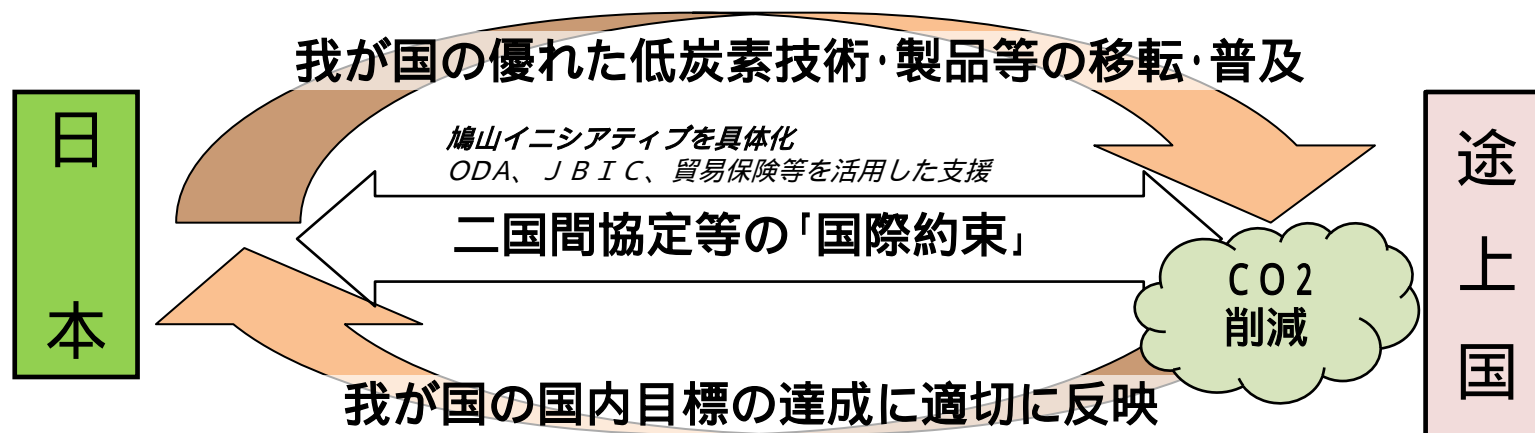 我が国の優れた低炭素技術・製品等の移転・普及
日本
鳩山イニシアティブを具体化
ODA、ＪＢＩＣ、貿易保険等を活用した支援
二国間協定等の「国際約束」
ＣＯ２
削減
途上国
我が国の国内目標の達成に適切に反映